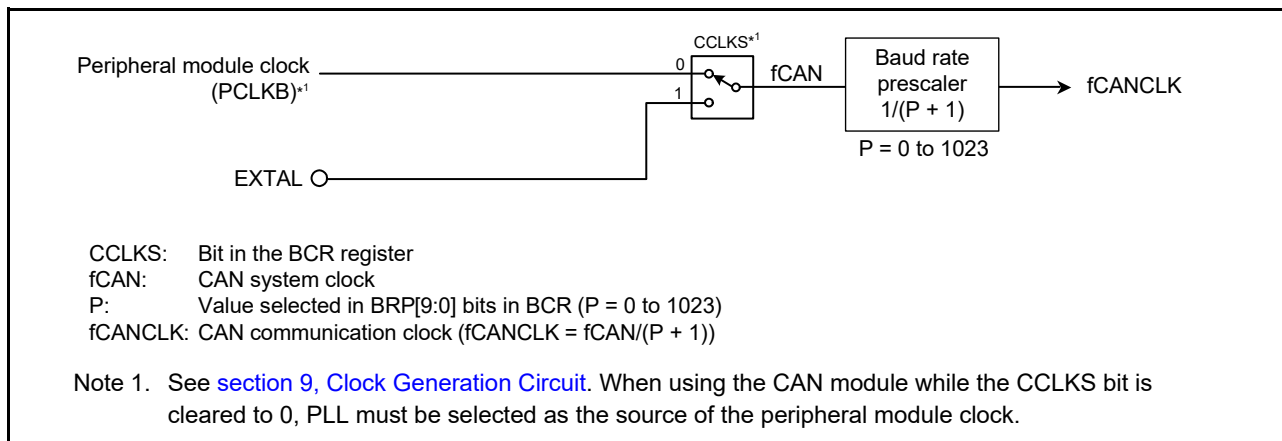 CCLKS*1
Peripheral module clock
(PCLKB)*1
0
1
fCAN
Baud rate
prescaler
1/(P + 1)
fCANCLK
P = 0 to 1023
EXTAL
CCLKS: Bit in the BCR register
fCAN: CAN system clock
P: Value selected in BRP[9:0] bits in BCR (P = 0 to 1023)
fCANCLK: CAN communication clock (fCANCLK = fCAN/(P + 1))
Note 1. See section 9, Clock Generation Circuit. When using the CAN module while the CCLKS bit is
cleared to 0, PLL must be selected as the source of the peripheral module clock.